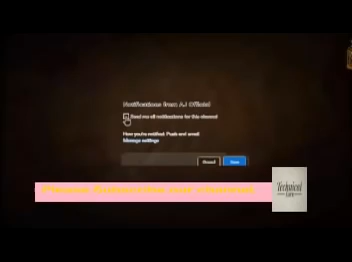 Notifications from AJ Official
Send me all notifications for this channel
How you're notified: Push and email
Manage settings
Cancel Save
Please Subscribe our channel
Technical